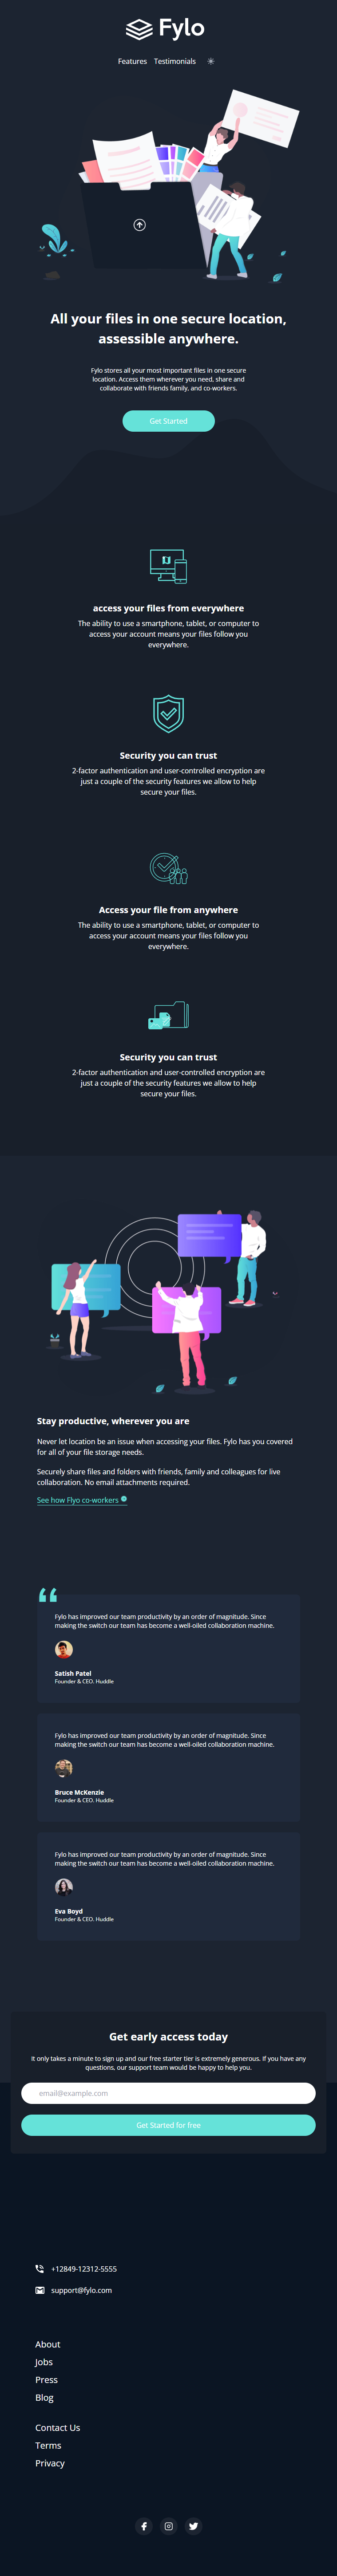 Fylo
Features Testimonials
All your files in one secure location,
assessible anywhere.
Fylo stores all your most important files in one secure
location. Access them wherever you need, share and
collaborate with friends family, and co-workers.
Get Started
access your files from everywhere
The ability to use a smartphone, tablet, or computer to
access your account means your files follow you
everywhere.
Security you can trust
2-factor authentication and user-controlled encryption are
just a couple of the security features we allow to help
secure your files.
Access your file from anywhere
The ability to use a smartphone, tablet, or computer to
access your account means your files follow you
everywhere.
Security you can trust
2-factor authentication and user-controlled encryption are
just a couple of the security features we allow to help
secure your files.
Stay productive, wherever you are
Never let location be an issue when accessing your files. Fylo has you covered
for all of your file storage needs.
Securely share files and folders with friends, family and colleagues for live
collaboration. No email attachments required.
See how Flyo co-workers
Fylo has improved our team productivity by an order of magnitude. Since
making the switch our team has become a well-oiled collaboration machine.
Satish Patel
Founder & CEO. Huddle
Fylo has improved our team productivity by an order of magnitude. Since
making the switch our team has become a well-oiled collaboration machine.
Bruce McKenzie
Founder & CEO. Huddle
Fylo has improved our team productivity by an order of magnitude. Since
making the switch our team has become a well-oiled collaboration machine.
Eva Boyd
Founder & CEO. Huddle
Get early access today
It only takes a minute to sign up and our free starter tier is extremely generous. If you have any
questions, our support team would be happy to help you.
email@example.com
Get Started for free
+12849-12312-5555
support@fylo.com
About
Jobs
Press
Blog
Contact Us
Terms
Privacy